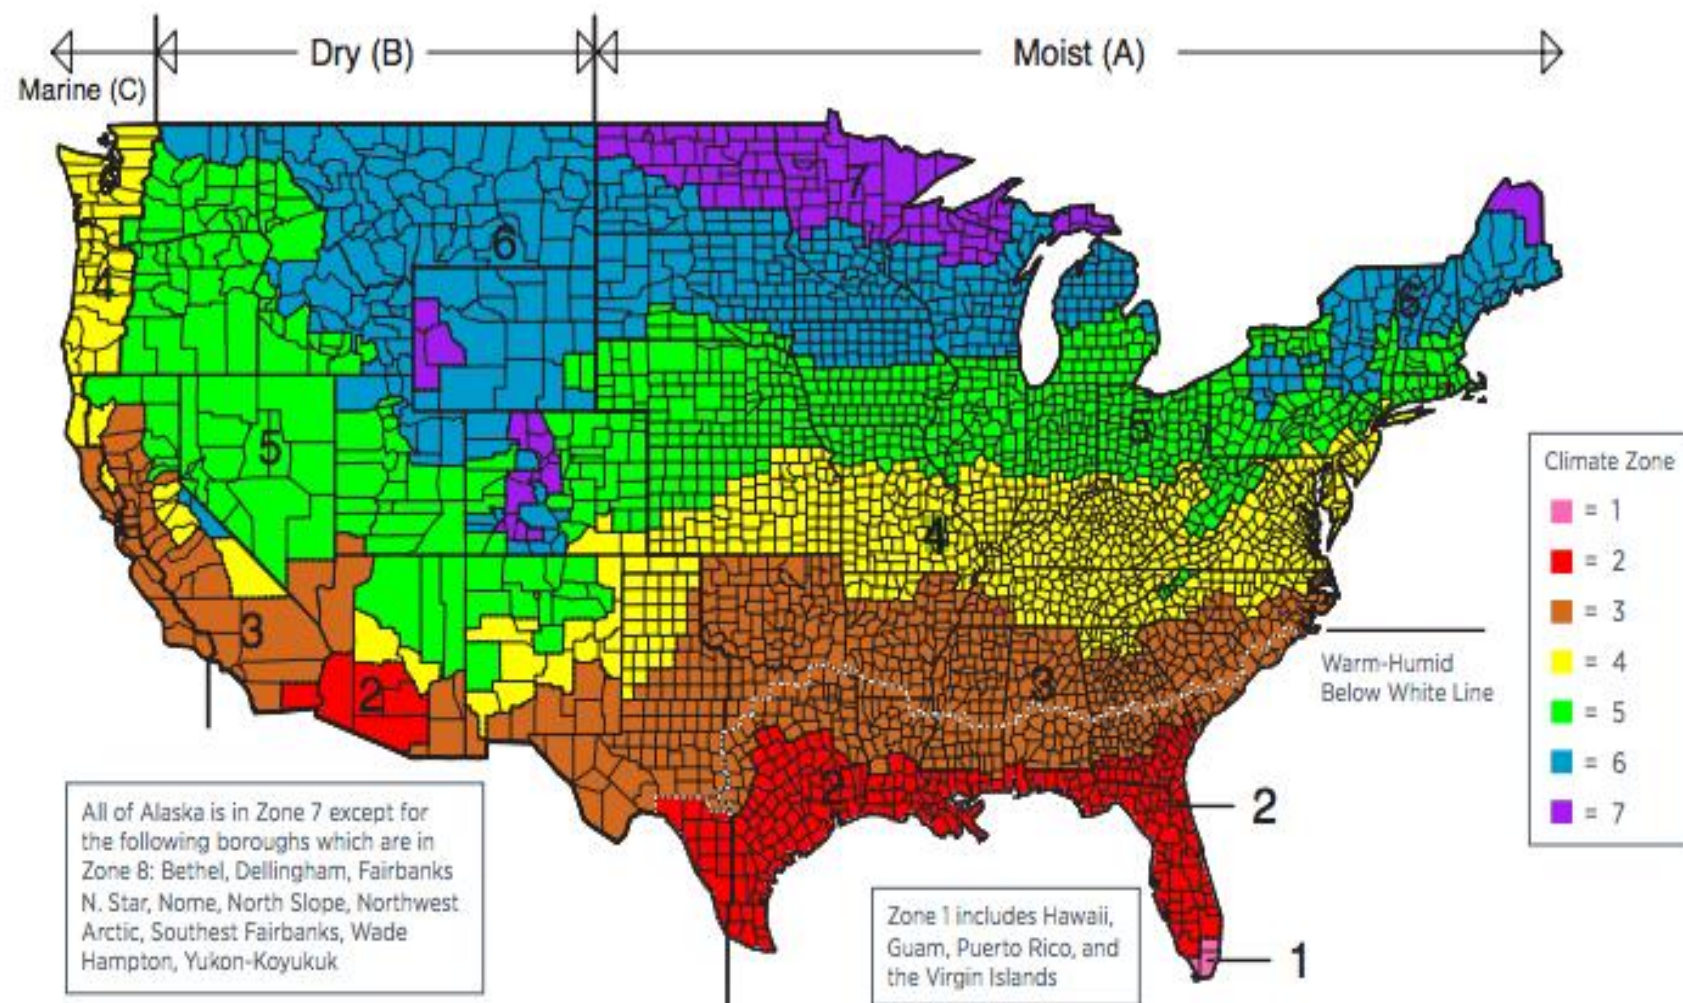 Dry (B)
Moist (A)
Marine (C)
7
6
6
4
5
5
4
3
3
2
2
2
1
Climate Zone
= 1
= 2
= 3
= 4
= 5
= 6
= 7
Warm-Humid
Below White Line
All of Alaska is in Zone 7 except for
the following boroughs which are in
Zone 8: Bethel, Dellingham, Fairbanks
N. Star, Nome, North Slope, Northwest
Arctic, Southest Fairbanks, Wade
Hampton, Yukon-Koyukuk
Zone 1 includes Hawaii,
Guam, Puerto Rico, and
the Virgin Islands